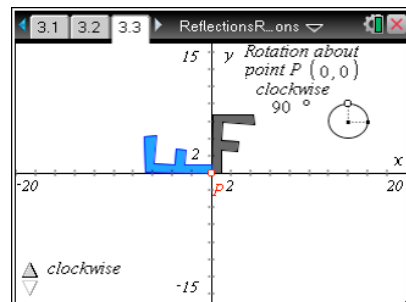 3.1 3.2 3.3 ReflectionsR...ons
15 y Rotation about
point P (0,0)
clockwise
90 °
2 x
-20 p 2 20
clockwise
-15